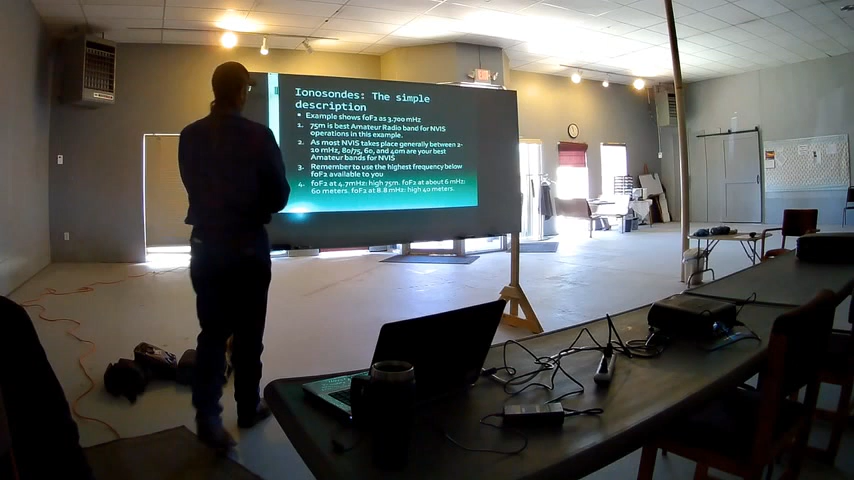 EXIT
Ionosondes: The simple
description
▪ Example shows foF2 as 3.700 mHz
1. 75m is best Amateur Radio band for NVIS
operations in this example.
2. As most NVIS takes place generally between 2-
10 mHz, 80/75, 60, and 40m are your best
Amateur bands for NVIS
3. Remember to use the highest frequency below
foF2 available to you
4. foF2 at 4.7mHz: high 75m. foF2 at about 6 mHz:
60 meters. foF2 at 8.8 mHz: high 40 meters.